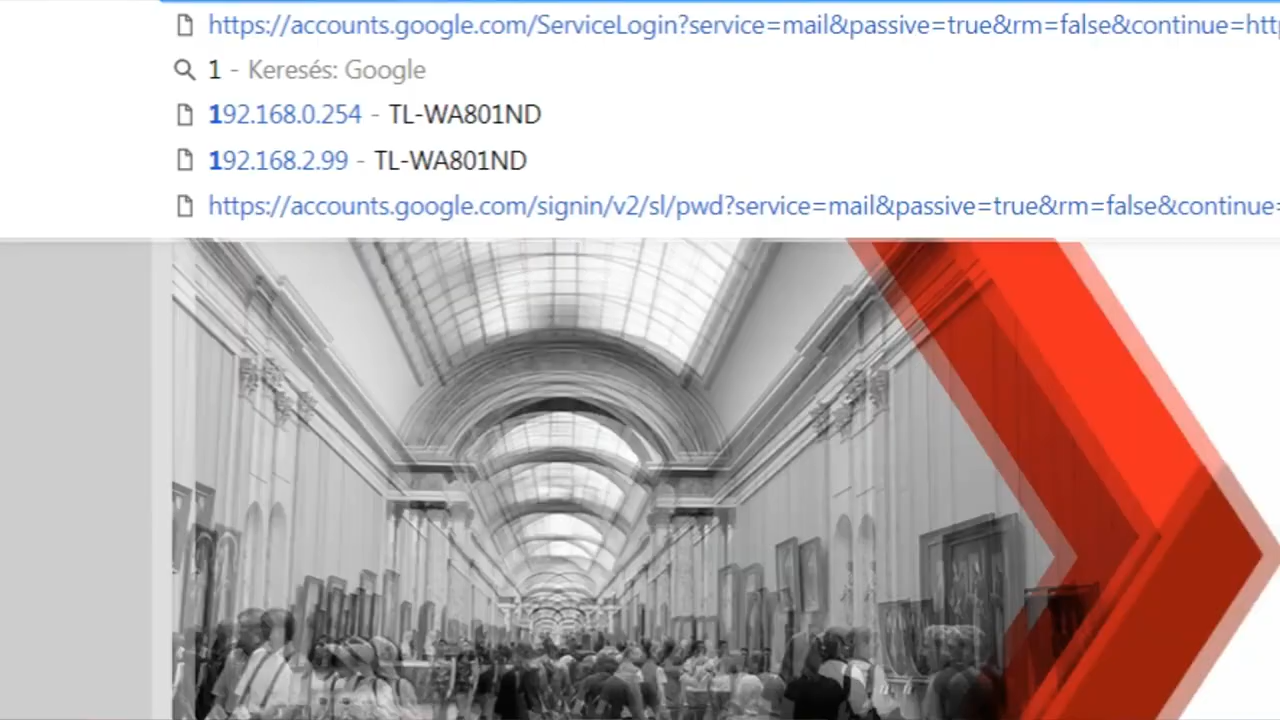 https://accounts.google.com/ServiceLogin?service=mail&passive=true&rm=false&continue=http
1 - Keresés: Google
192.168.0.254 - TL-WA801ND
192.168.2.99 - TL-WA801ND
https://accounts.google.com/signin/v2/sl/pwd?service=mail&passive=true&rm=false&continue=